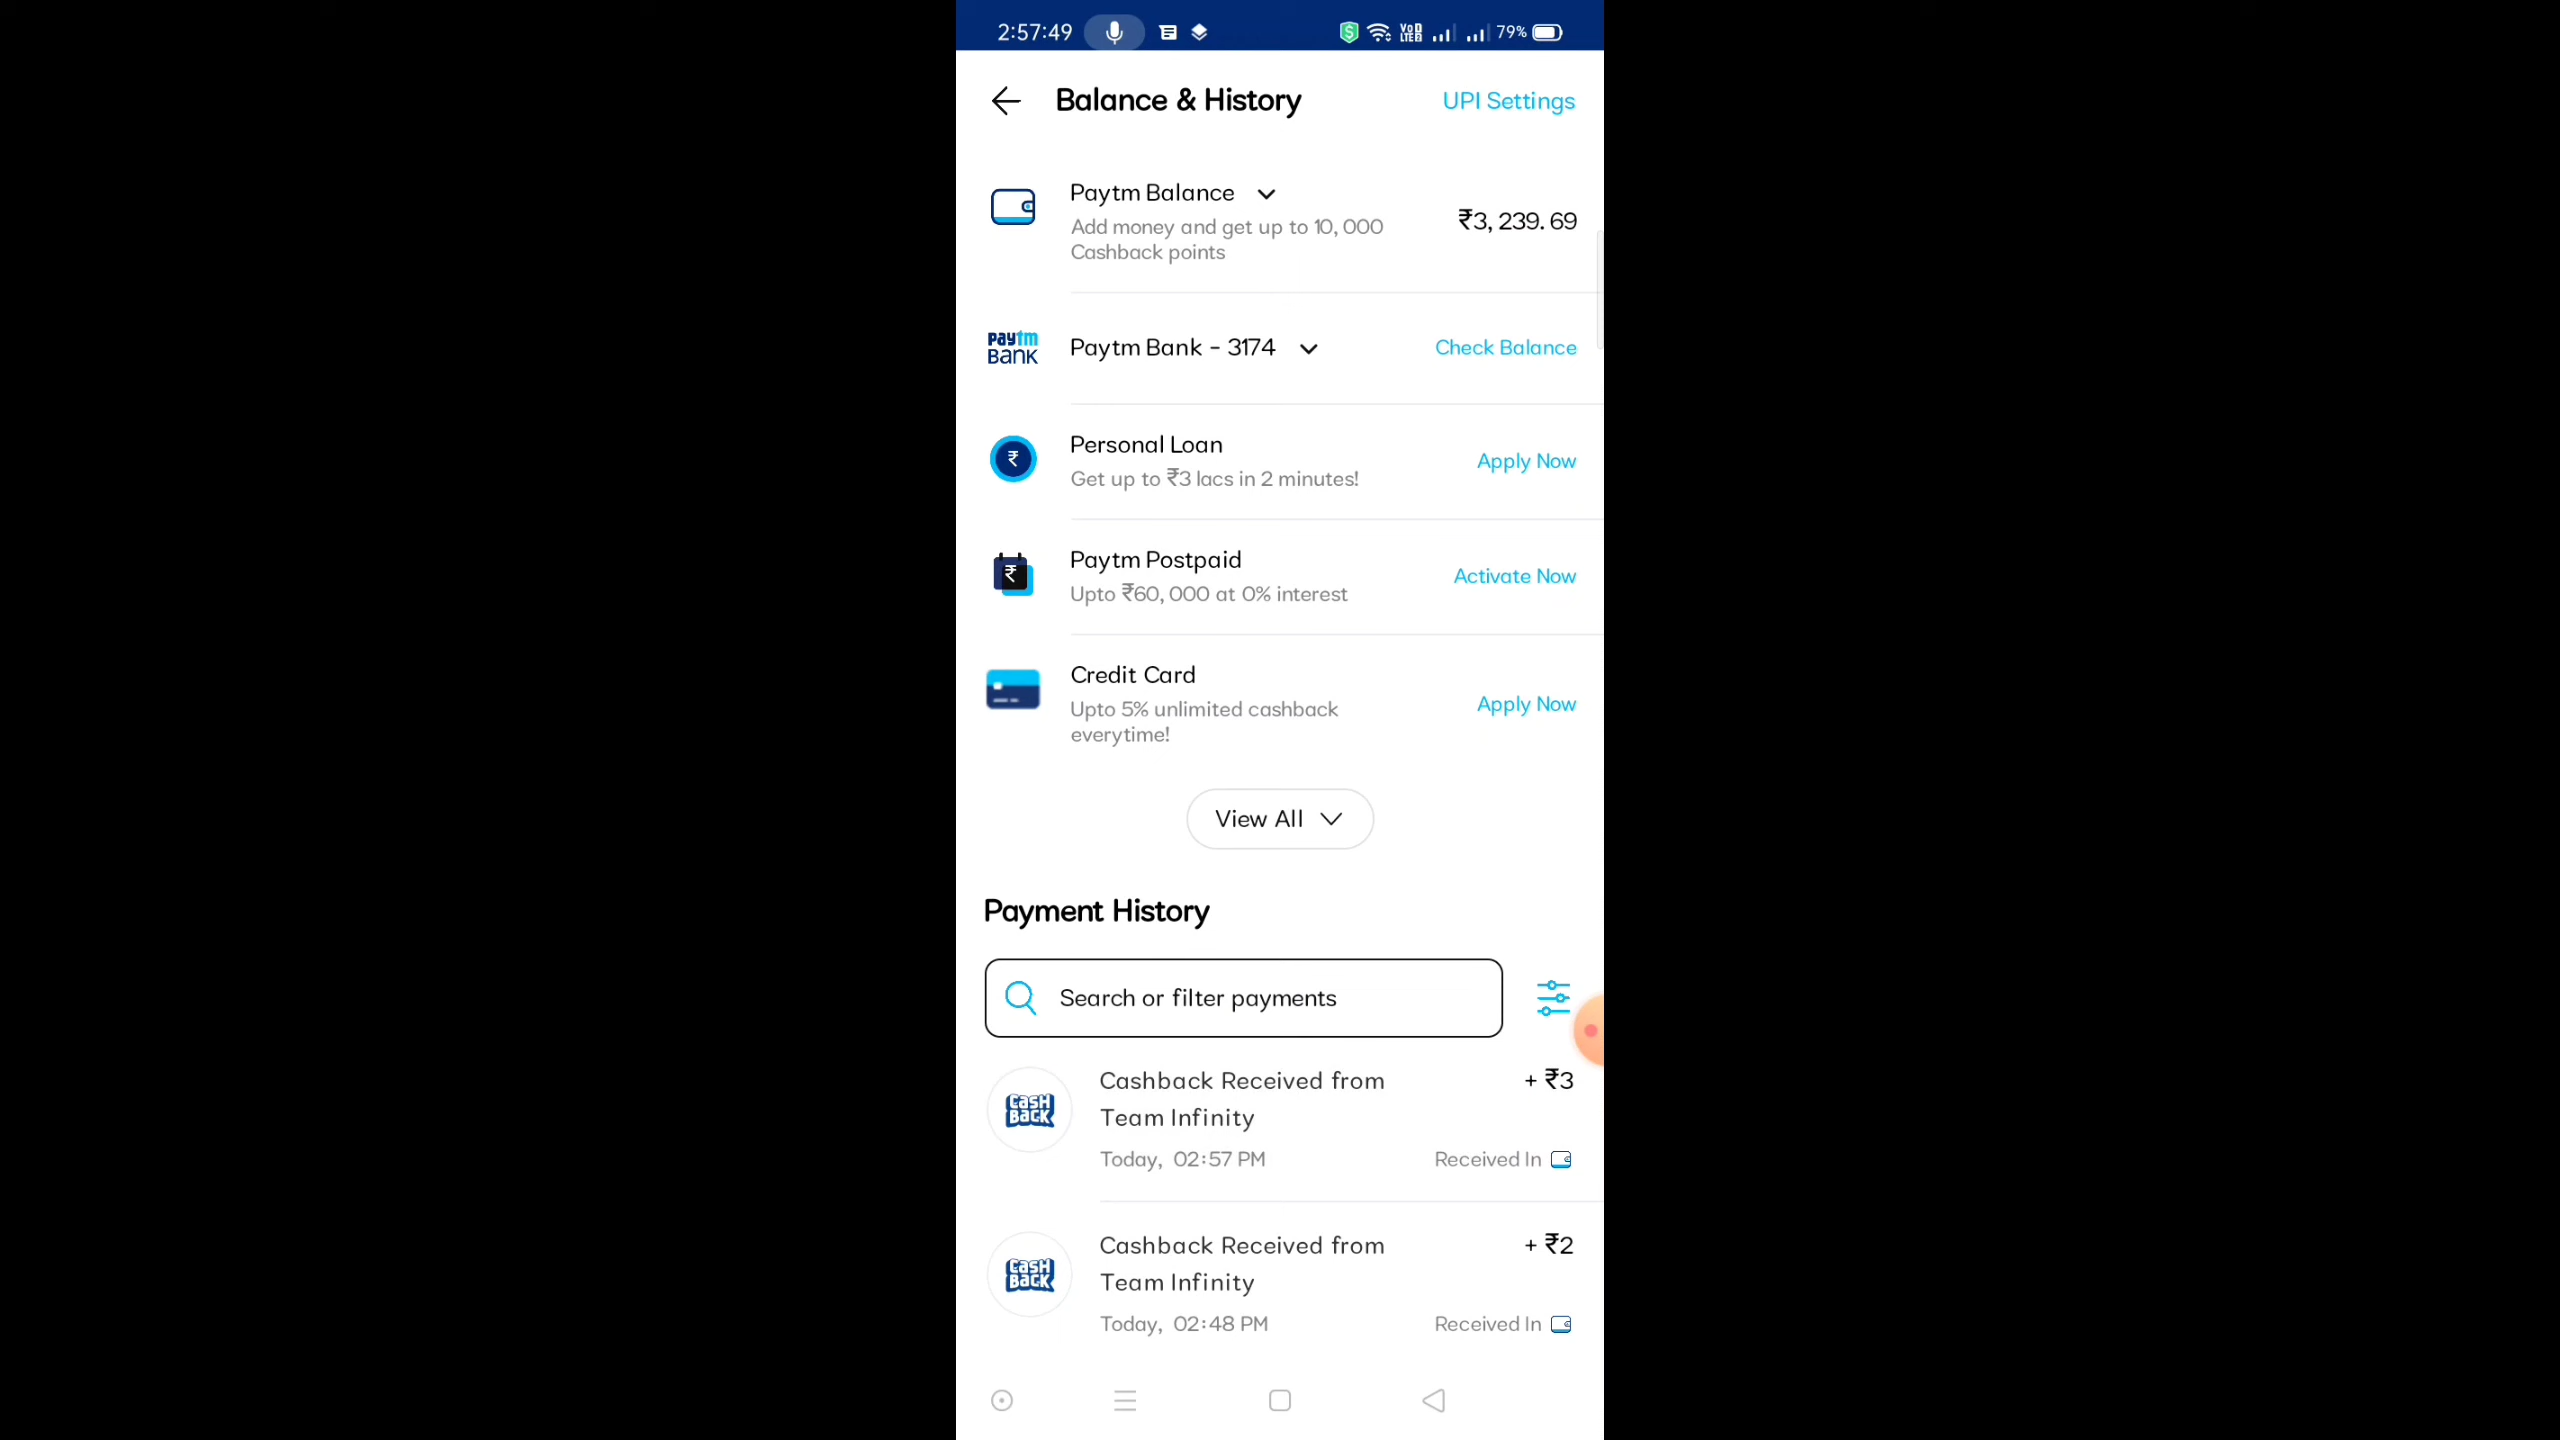 2:57:49
VoD
LTE2
79%
Balance & History
UPI Settings
Paytm Balance
Add money and get up to 10, 000
Cashback points
₹3, 239. 69
paytm
BANK
Paytm Bank - 3174
Check Balance
Personal Loan
Get up to ₹3 lacs in 2 minutes!
Apply Now
Paytm Postpaid
Upto ₹60, 000 at 0% interest
Activate Now
Credit Card
Upto 5% unlimited cashback
everytime!
Apply Now
View All
Payment History
Search or filter payments
CASH
BACK
Cashback Received from
Team Infinity
+ ₹3
Today, 02:57 PM
Received In
CASH
BACK
Cashback Received from
Team Infinity
+ ₹2
Today, 02:48 PM
Received In